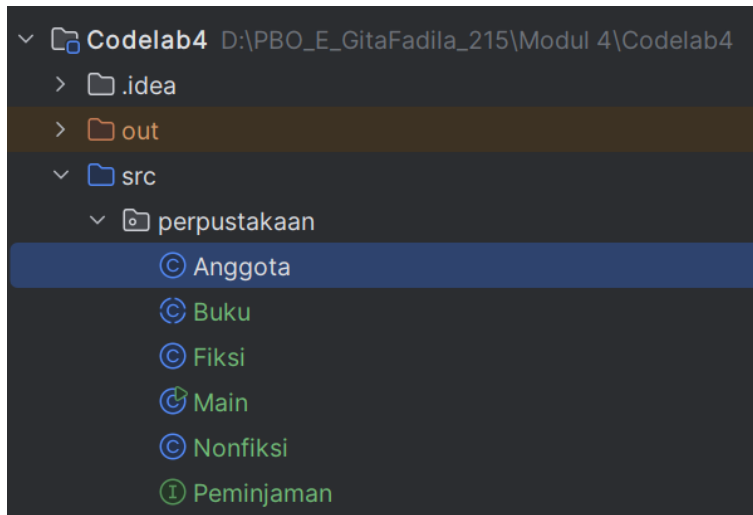 Codelab4 D:\PBO_E_GitaFadila_215\Modul 4\Codelab4
.idea
out
src
perpustakaan
Anggota
Buku
Fiksi
Main
Nonfiksi
Peminjaman